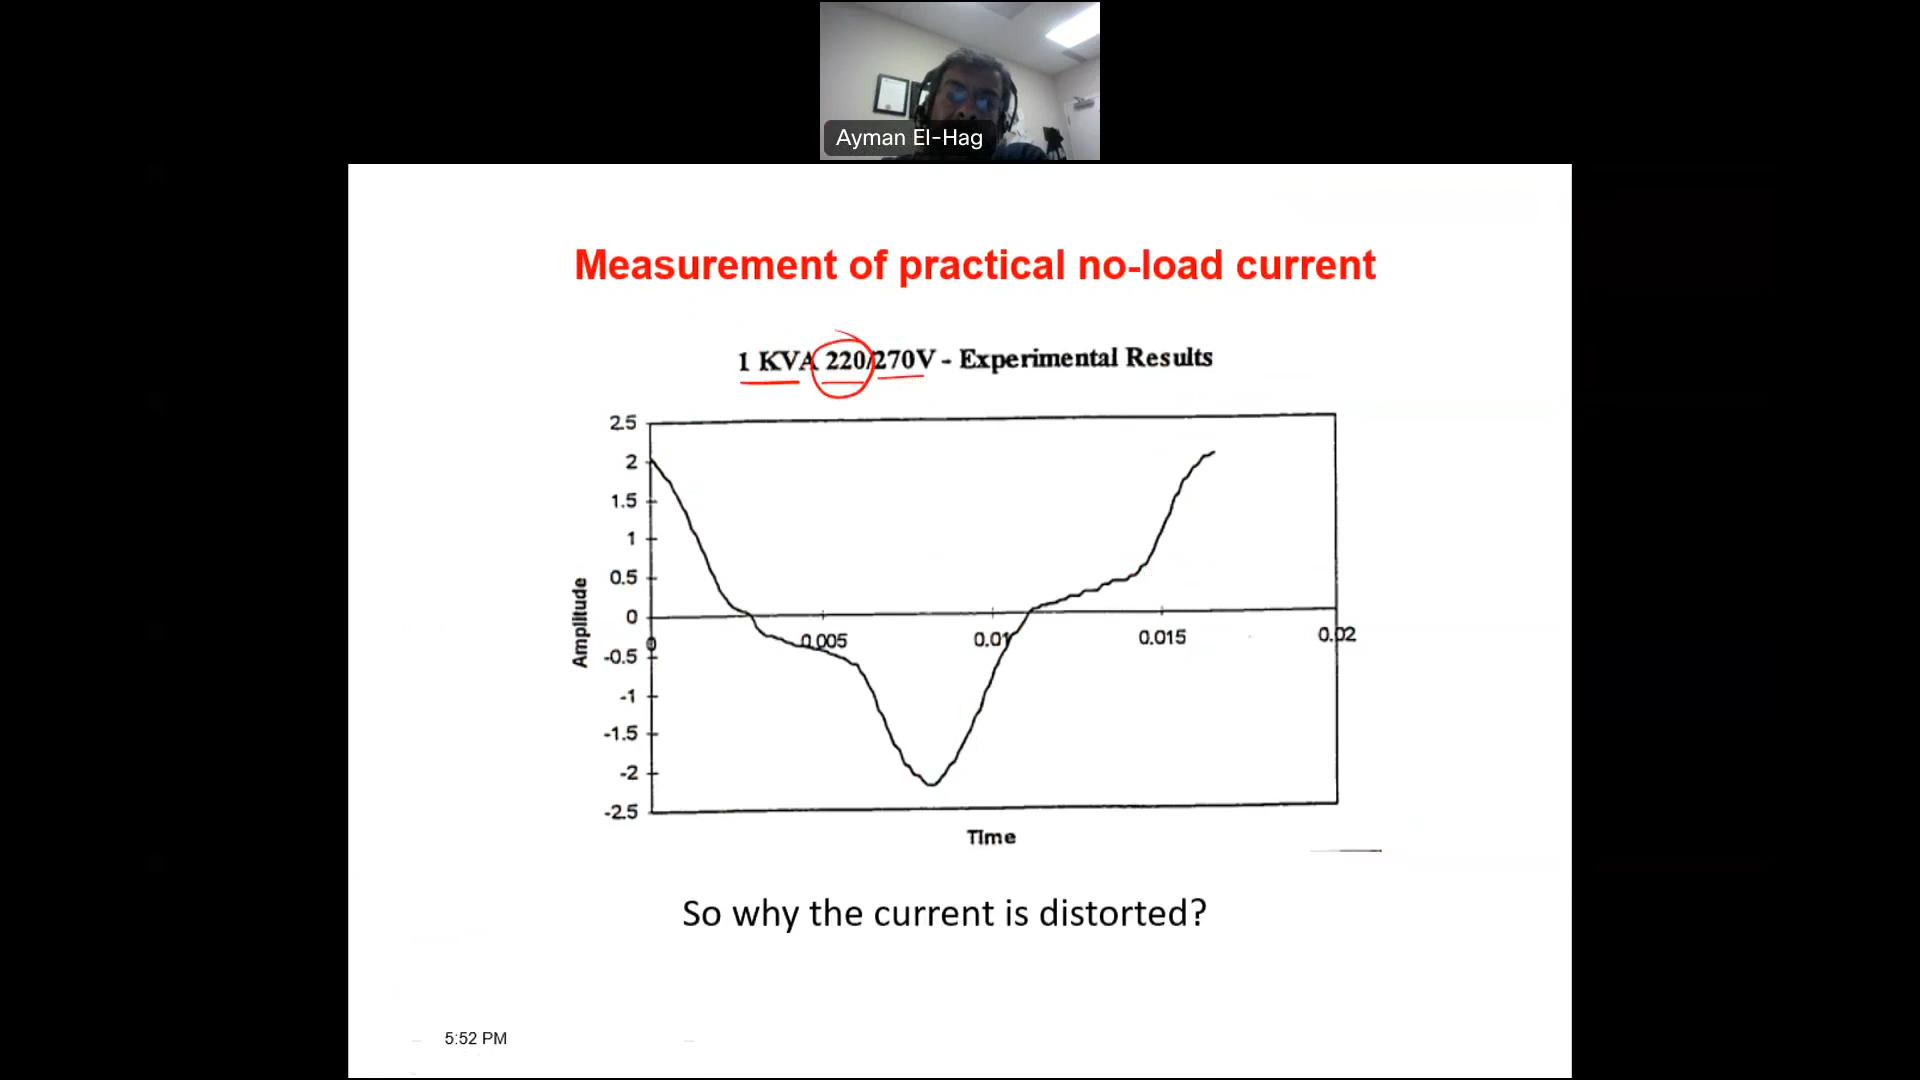 Ayman El-Hag
Measurement of practical no-load current
1 KVA 220/270V - Experimental Results
2.5
2
1.5
1
0.5
0
-0.5
-1
-1.5
-2
-2.5
Amplitude
0 0.005 0.01 0.015 0.02
Time
So why the current is distorted?
5:52 PM